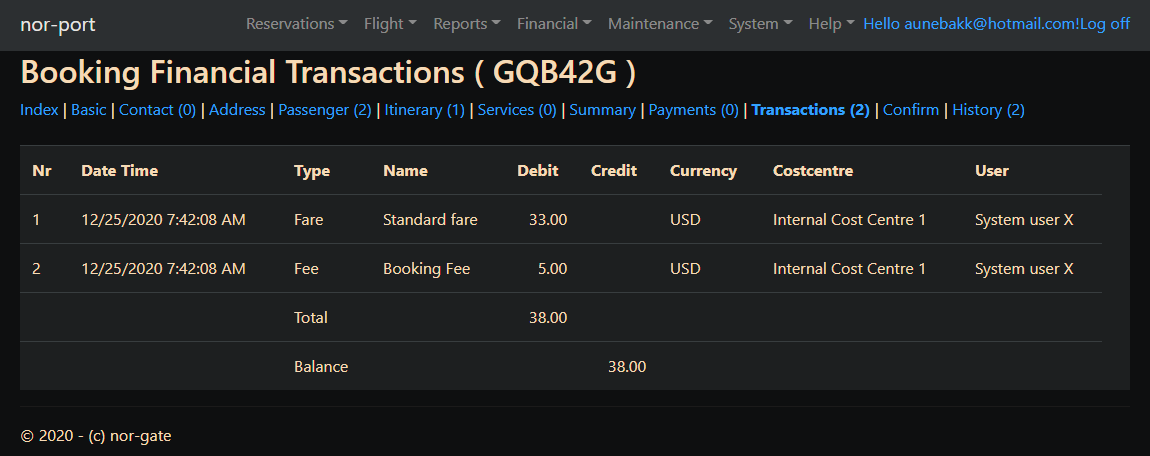 nor-port Reservations Flight Reports Financial Maintenance System Help Hello aunebakk@hotmail.com!Log off
Booking Financial Transactions ( GQB42G )
Index | Basic | Contact (0) | Address | Passenger (2) | Itinerary (1) | Services (0) | Summary | Payments (0) | Transactions (2) | Confirm | History (2)
Nr Date Time Type Name Debit Credit Currency Costcentre User
1 12/25/2020 7:42:08 AM Fare Standard fare 33.00 USD Internal Cost Centre 1 System user X
2 12/25/2020 7:42:08 AM Fee Booking Fee 5.00 USD Internal Cost Centre 1 System user X
Total 38.00
Balance 38.00
© 2020 - (c) nor-gate